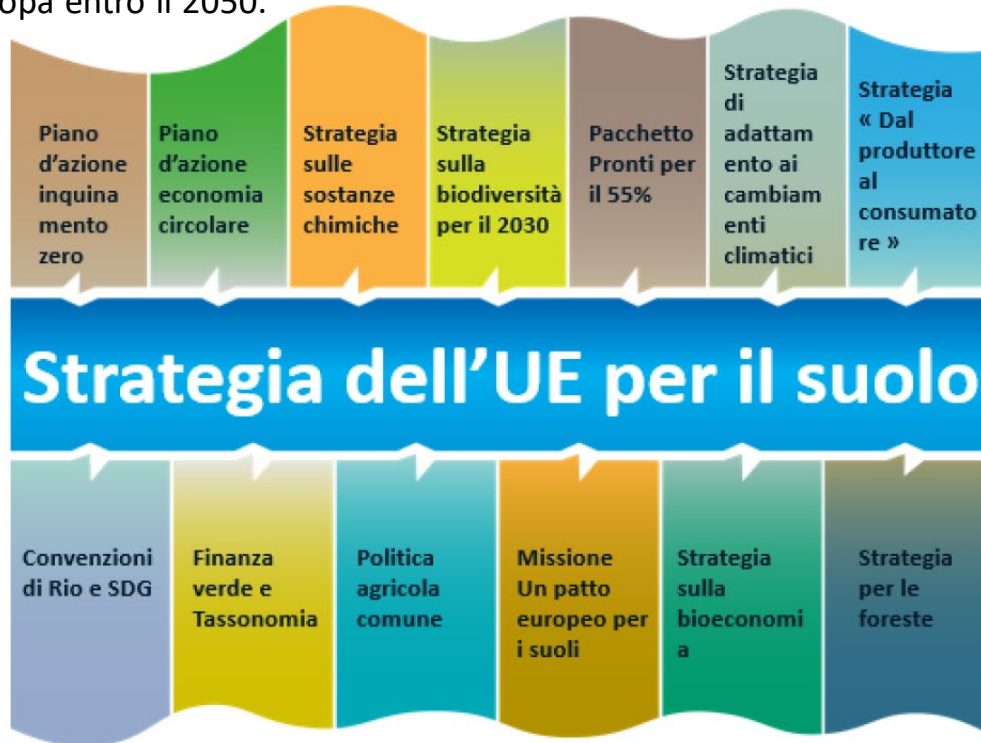 opa entro il 2050.
Piano
d'azione
inquina
mento
zero
Piano
d'azione
economia
circolare
Strategia
sulle
sostanze
chimiche
Strategia
sulla
biodiversità
per il 2030
Pacchetto
Pronti per
il 55%
Strategia
di
adattam
ento ai
cambiam
enti
climatici
Strategia
« Dal
produttore
al
consumato
re »
Strategia dell'UE per il suolo
Convenzioni
di Rio e SDG
Finanza
verde e
Tassonomia
Politica
agricola
comune
Missione
Un patto
europeo per
i suoli
Strategia
sulla
bioeconomi
a
Strategia
per le
foreste